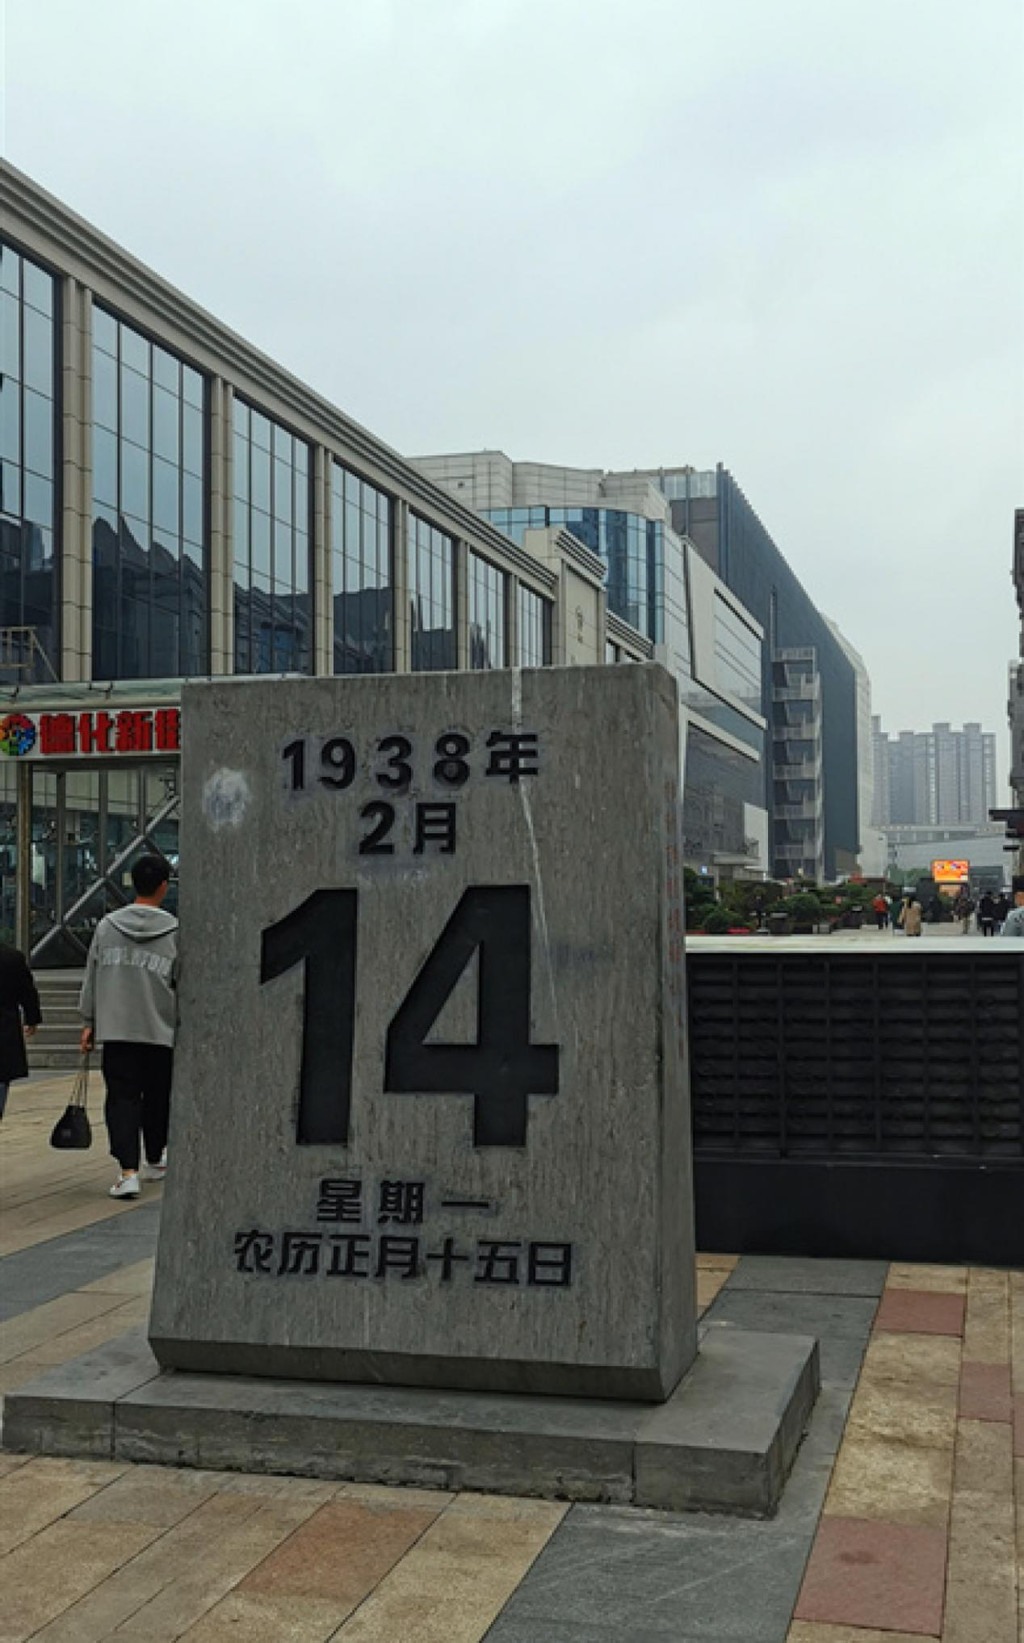 德化新街
1938年
2月
14
星期一
农历正月十五日